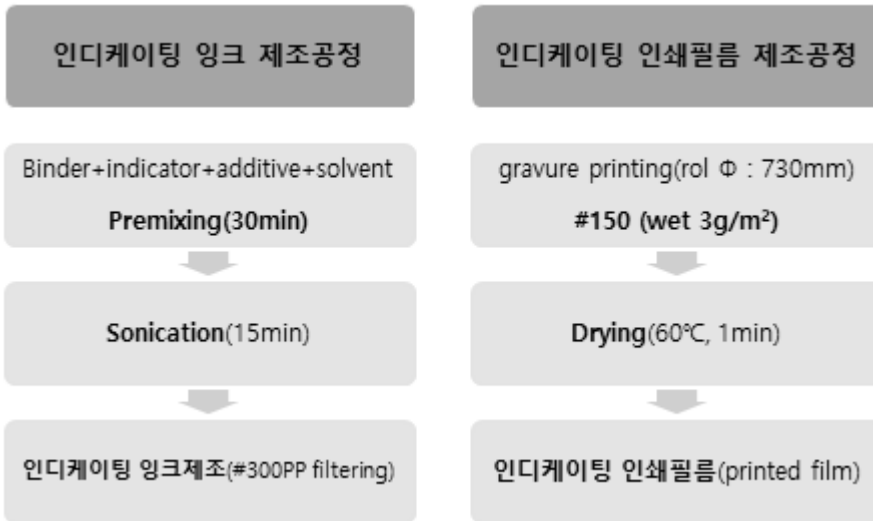 인디케이팅 잉크 제조공정
Binder+indicator+additive+solvent
Premixing(30min)
Sonication(15min)
인디케이팅 잉크제조(#300PP filtering)
인디케이팅 인쇄필름 제조공정
gravure printing(rol Φ : 730mm)
#150 (wet 3g/m²)
Drying(60℃, 1min)
인디케이팅 인쇄필름(printed film)